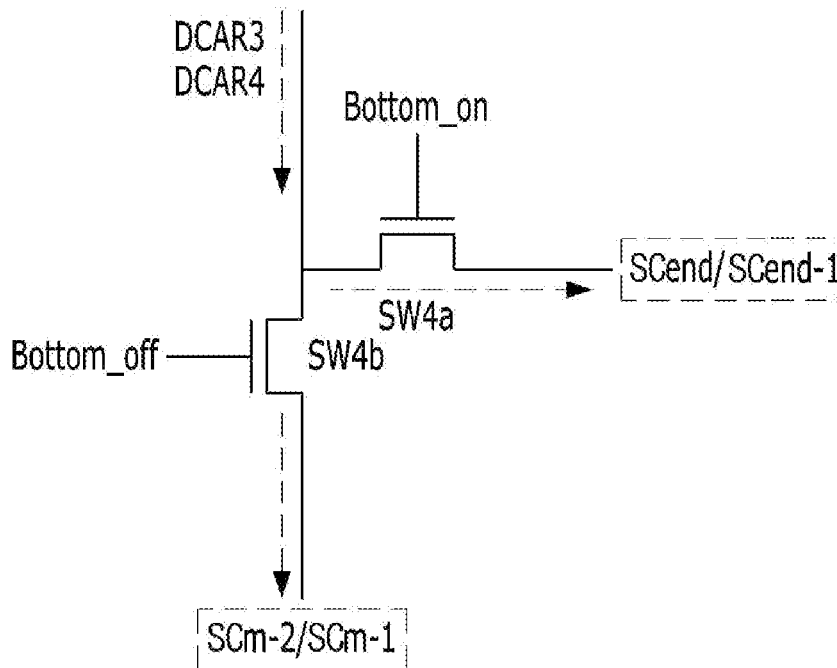 DCAR3
DCAR4
Bottom_on
SCend/SCend-1
SW4a
Bottom_off
SW4b
SCm-2/SCm-1